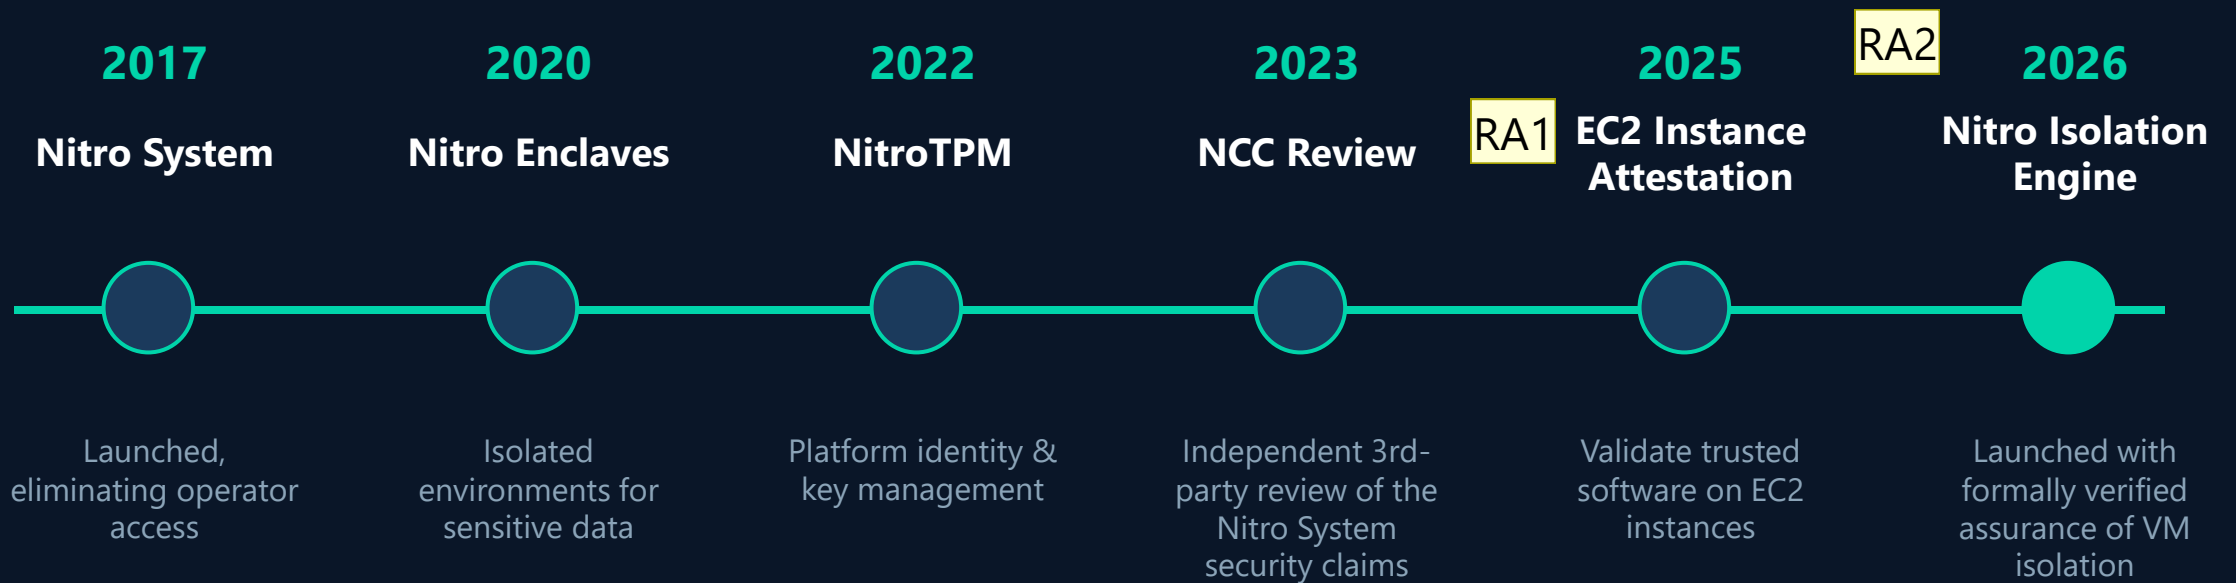 2017
Nitro System
Launched,
eliminating operator
access
2020
Nitro Enclaves
Isolated
environments for
sensitive data
2022
NitroTPM
Platform identity &
key management
2023
NCC Review
Independent 3rd-
party review of the
Nitro System
security claims
RA1
2025
EC2 Instance
Attestation
Validate trusted
software on EC2
instances
RA2
2026
Nitro Isolation
Engine
Launched with
formally verified
assurance of VM
isolation